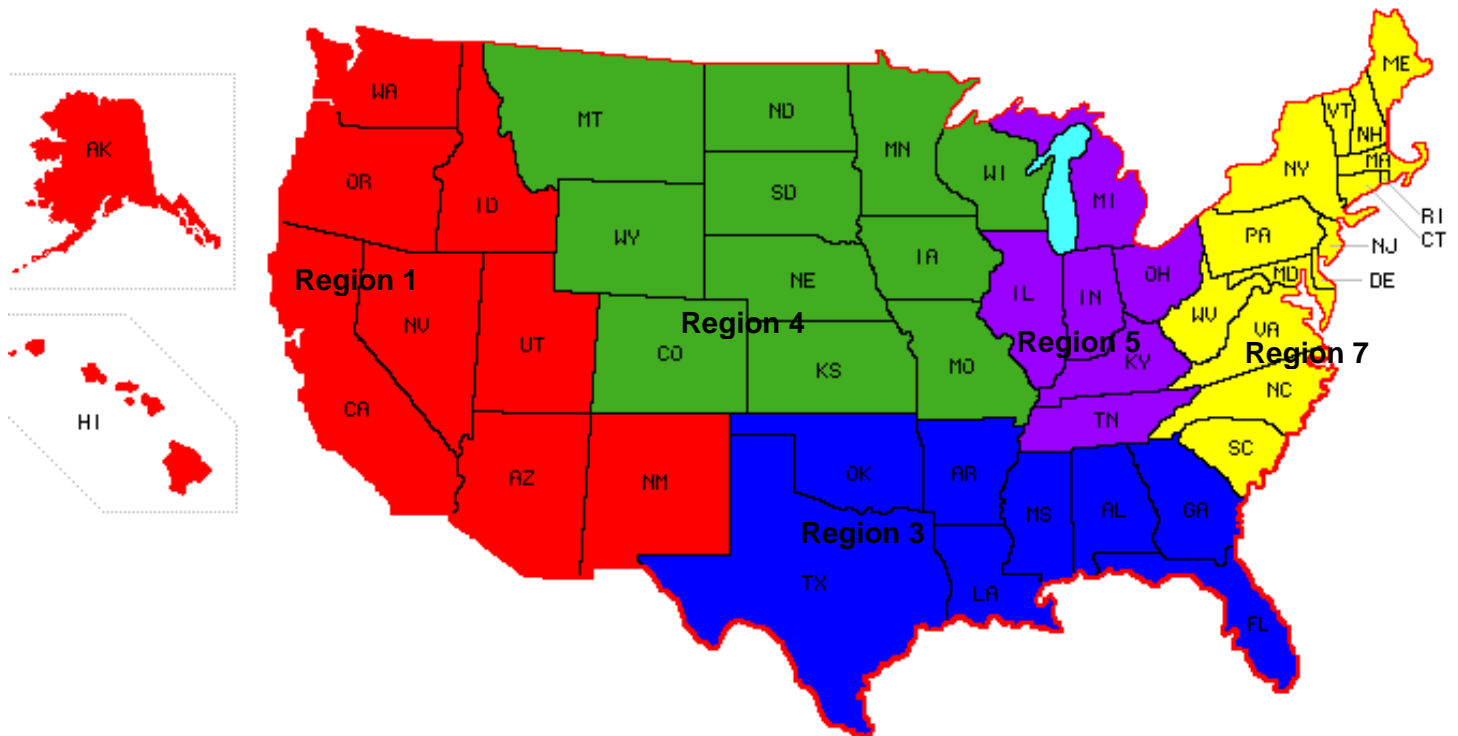 ME
WA
ND
VT
MT
NH
AK
MN
MA
NY
WI
OR
SD
MI
ID
RI
PA
CT
WY
NJ
IA
OH
MD
Region 1
NE
DE
IL
IN
WV
NV
Region 4
VA
UT
CO
Region 5
Region 7
KY
KS
MO
NC
CA
HI
TN
SC
OK
AR
AZ
NM
MS
AL
GA
Region 3
TX
LA
FL